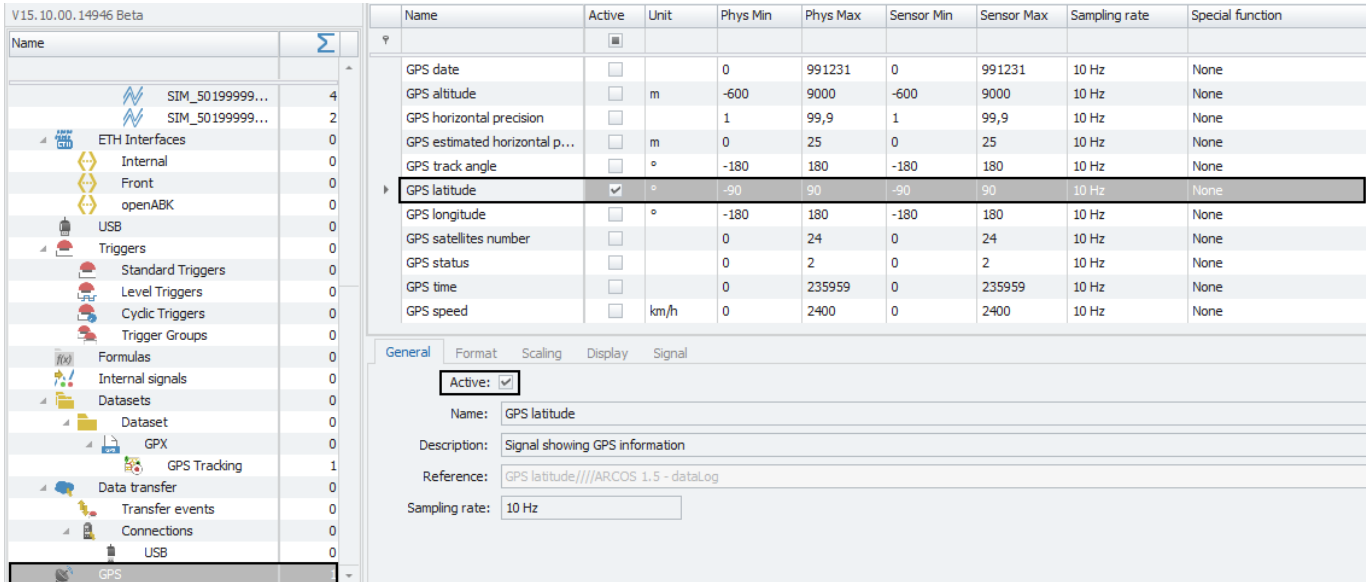 V15.10.00.14946 Beta
Name
SIM_50199999... 4
SIM_50199999... 2
ETH Interfaces 0
Internal 0
Front 0
openABK 0
USB 0
Triggers 0
Standard Triggers 0
Level Triggers 0
Cyclic Triggers 0
Trigger Groups 0
f(x) Formulas 0
Internal signals 0
Datasets 0
Dataset 0
GPX 0
GPS Tracking 1
Data transfer 0
Transfer events 0
Connections 0
USB 0
GPS 1
Name Active Unit Phys Min Phys Max Sensor Min Sensor Max Sampling rate Special function
GPS date 0 991231 0 991231 10 Hz None
GPS altitude m -600 9000 -600 9000 10 Hz None
GPS horizontal precision 1 99,9 1 99,9 10 Hz None
GPS estimated horizontal p... m 0 25 0 25 10 Hz None
GPS track angle ° -180 180 -180 180 10 Hz None
GPS latitude ° -90 90 -90 90 10 Hz None
GPS longitude ° -180 180 -180 180 10 Hz None
GPS satellites number 0 24 0 24 10 Hz None
GPS status 0 2 0 2 10 Hz None
GPS time 0 235959 0 235959 10 Hz None
GPS speed km/h 0 2400 0 2400 10 Hz None
General Format Scaling Display Signal
Active:
Name: GPS latitude
Description: Signal showing GPS information
Reference: GPS latitude////ARCOS 1.5 - dataLog
Sampling rate: 10 Hz